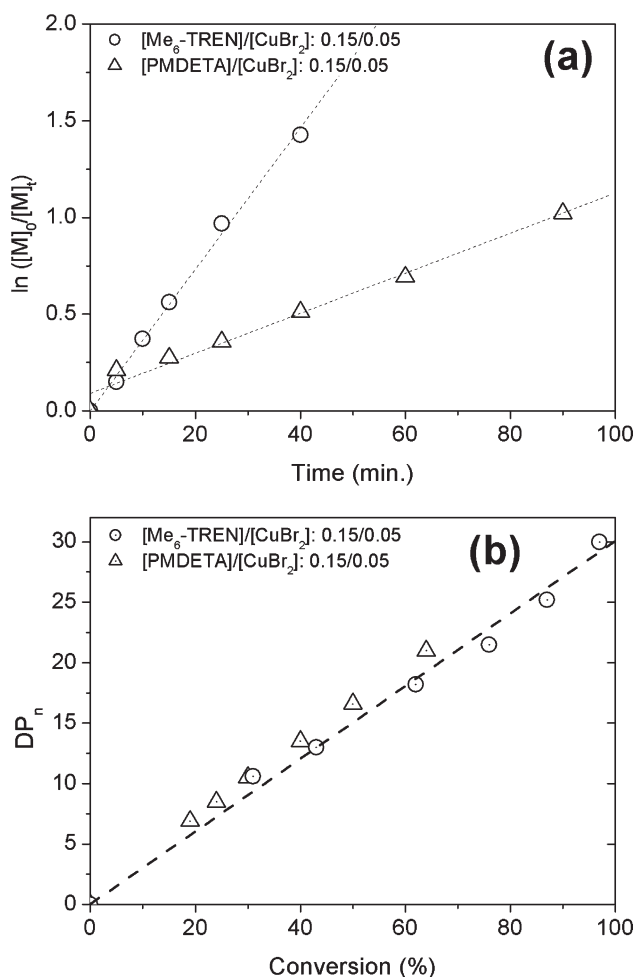 2.0
[Me₆-TREN]/[CuBr₂]: 0.15/0.05
[PMDETA]/[CuBr₂]: 0.15/0.05
(a)
1.5
1.0
0.5
0.0
ln ([M]₀/[M]ₜ)
0 20 40 60 80 100
Time (min.)
[Me₆-TREN]/[CuBr₂]: 0.15/0.05
[PMDETA]/[CuBr₂]: 0.15/0.05
(b)
30
25
20
15
10
5
0
DPₙ
0 20 40 60 80 100
Conversion (%)